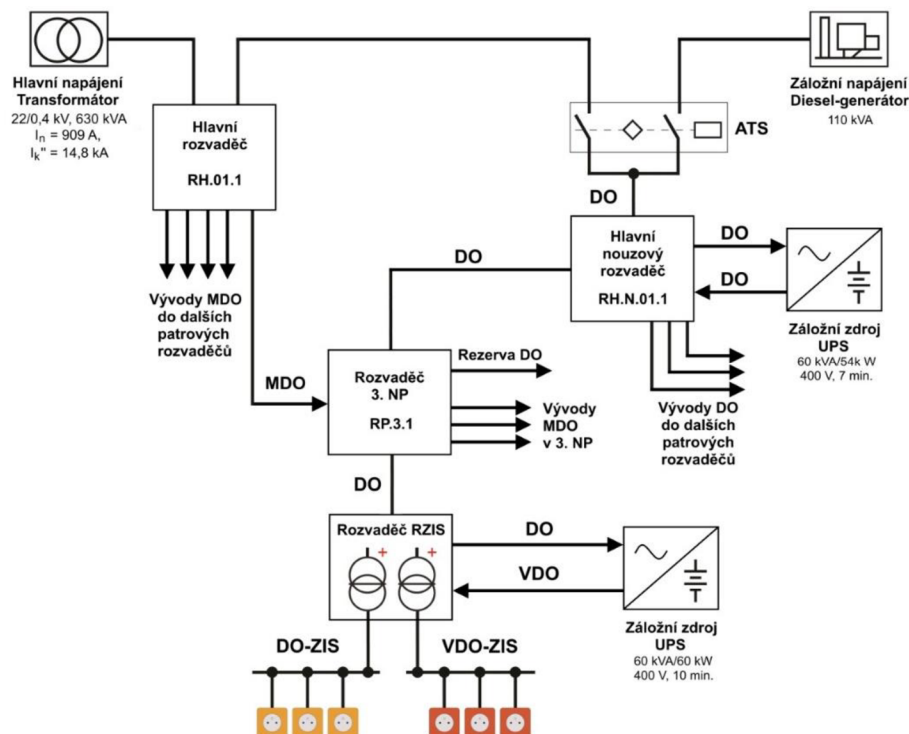 Hlavní napájení
Transformátor
22/0,4 kV, 630 kVA
In = 909 A,
Ik" = 14,8 kA
Záložní napájení
Diesel-generátor
110 kVA
Hlavní
rozvaděč
RH.01.1
ATS
DO
Hlavní
nouzový
rozvaděč
RH.N.01.1
DO
DO
DO
Záložní zdroj
UPS
60 kVA/54k W
400 V, 7 min.
Vývody MDO
do dalších
patrových
rozvaděčů
MDO
Rozvaděč
3. NP
RP.3.1
Rezerva DO
Vývody
MDO
v 3. NP
Vývody DO
do dalších
patrových
rozvaděčů
DO
Rozvaděč RZIS
+
+
DO
VDO
Záložní zdroj
UPS
60 kVA/60 kW
400 V, 10 min.
DO-ZIS
VDO-ZIS